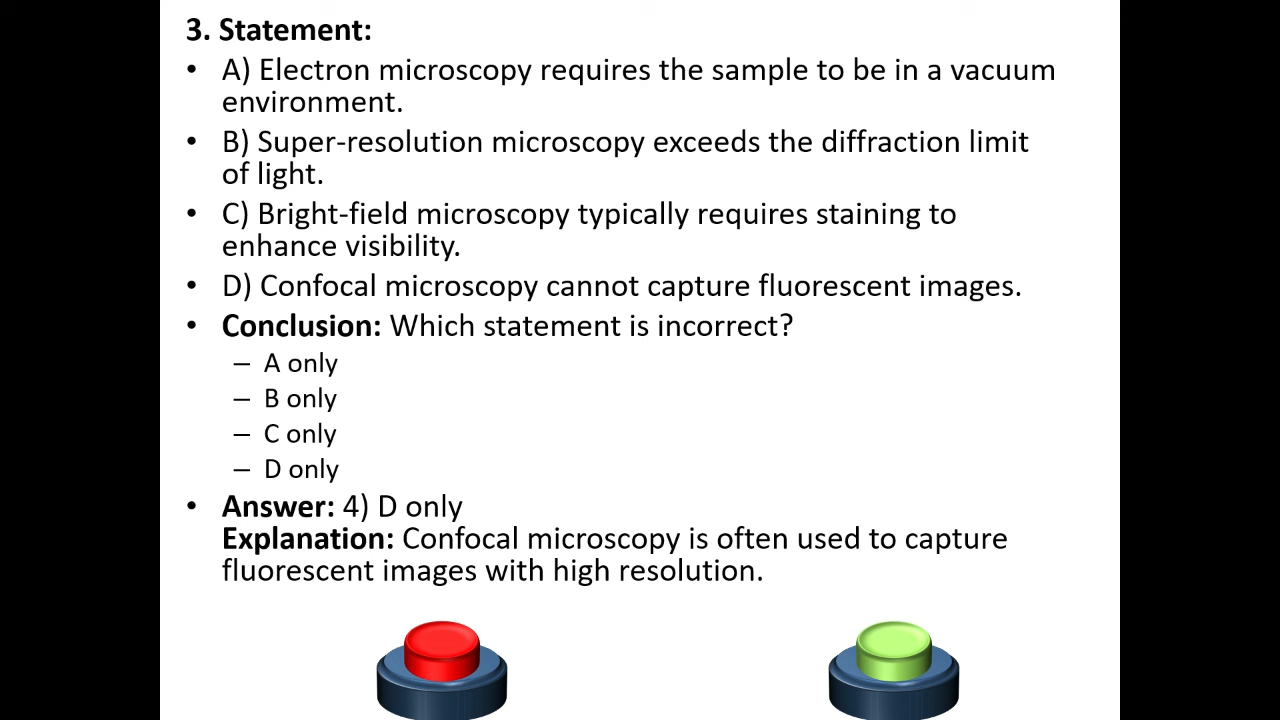 3. Statement:
• A) Electron microscopy requires the sample to be in a vacuum
environment.
• B) Super-resolution microscopy exceeds the diffraction limit
of light.
• C) Bright-field microscopy typically requires staining to
enhance visibility.
• D) Confocal microscopy cannot capture fluorescent images.
• Conclusion: Which statement is incorrect?
– A only
– B only
– C only
– D only
• Answer: 4) D only
Explanation: Confocal microscopy is often used to capture
fluorescent images with high resolution.